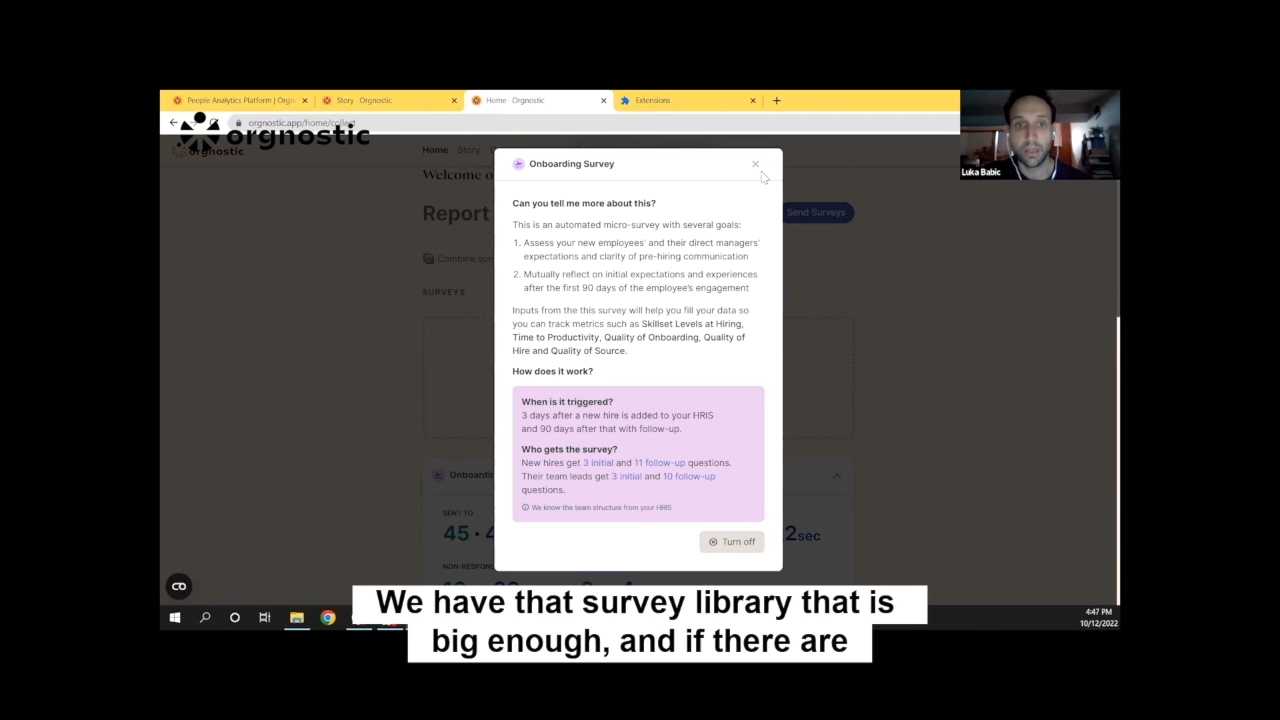 People Analytics Platform | Orgn
Story · Orgnostic
Home · Orgnostic
Extensions
orgnostic.app/home/collect
orgnostic
orgnostic
Home
Story
Luka Babic
Welcome o
Report
Send Surveys
Combine sur
SURVEYS
Onboarding Survey
Can you tell me more about this?
This is an automated micro-survey with several goals:
1. Assess your new employees' and their direct managers'
expectations and clarity of pre-hiring communication
2. Mutually reflect on initial expectations and experiences
after the first 90 days of the employee's engagement
Inputs from the this survey will help you fill your data so
you can track metrics such as Skillset Levels at Hiring,
Time to Productivity, Quality of Onboarding, Quality of
Hire and Quality of Source.
How does it work?
When is it triggered?
3 days after a new hire is added to your HRIS
and 90 days after that with follow-up.
Who gets the survey?
New hires get 3 initial and 11 follow-up questions.
Their team leads get 3 initial and 10 follow-up
questions.
We know the team structure from your HRIS
Turn off
Onboardin
SENT TO
45 · 4
2sec
NON-RESPOND
We have that survey library that is
big enough, and if there are
4:47 PM
10/12/2022